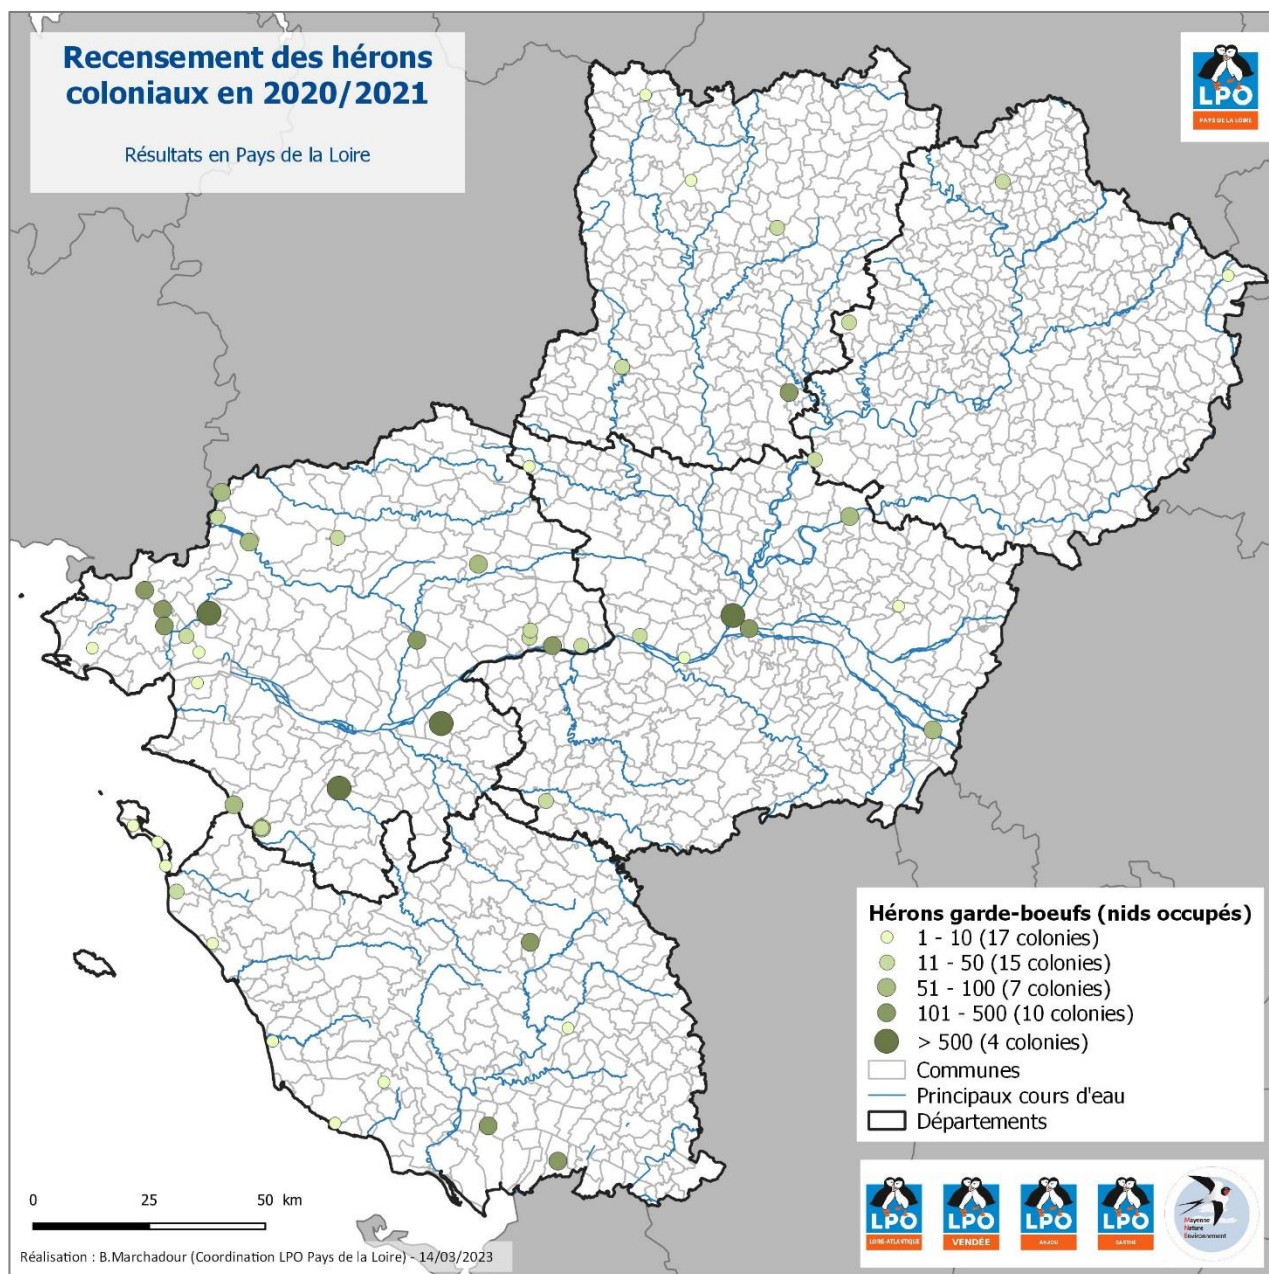 Recensement des hérons
coloniaux en 2020/2021
Résultats en Pays de la Loire
LPO
PAYS DE LA LOIRE
Hérons garde-boeufs (nids occupés)
1 - 10 (17 colonies)
11 - 50 (15 colonies)
51 - 100 (7 colonies)
101 - 500 (10 colonies)
> 500 (4 colonies)
Communes
Principaux cours d'eau
Départements
0 25 50 km
Réalisation : B.Marchadour (Coordination LPO Pays de la Loire) - 14/03/2023
LPO
LOIRE-ATLANTIQUE
LPO
VENDÉE
LPO
ANJOU
LPO
SARTHE
Mayenne
Nature
Environnement